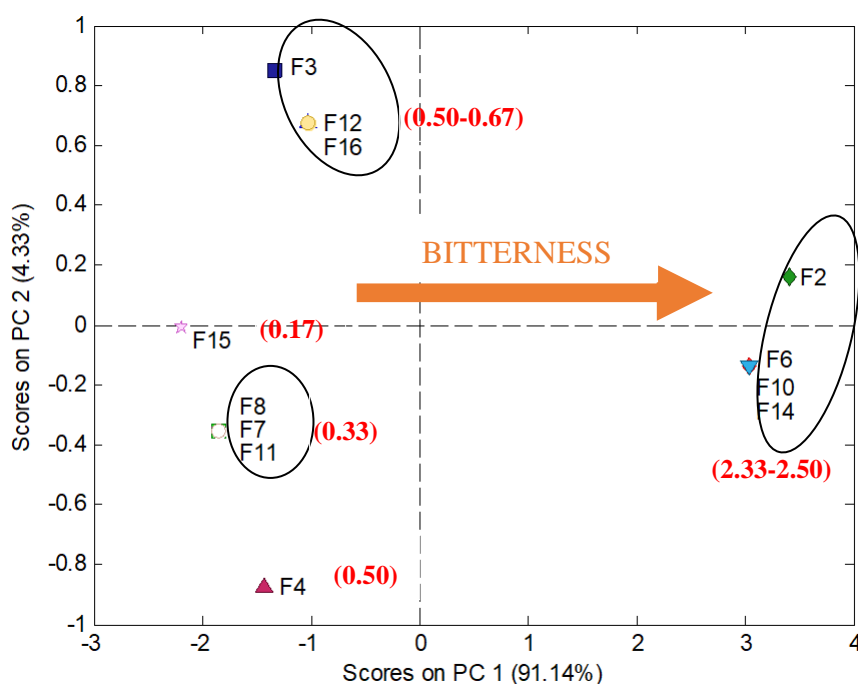 1
0.8
0.6
0.4
0.2
0
-0.2
-0.4
-0.6
-0.8
-1
Scores on PC 2 (4.33%)
F3
F12
F16
(0.50-0.67)
BITTERNESS
F2
F15
(0.17)
F6
F10
F14
F8
F7
F11
(0.33)
(2.33-2.50)
F4
(0.50)
-3
-2
-1
0
1
2
3
4
Scores on PC 1 (91.14%)